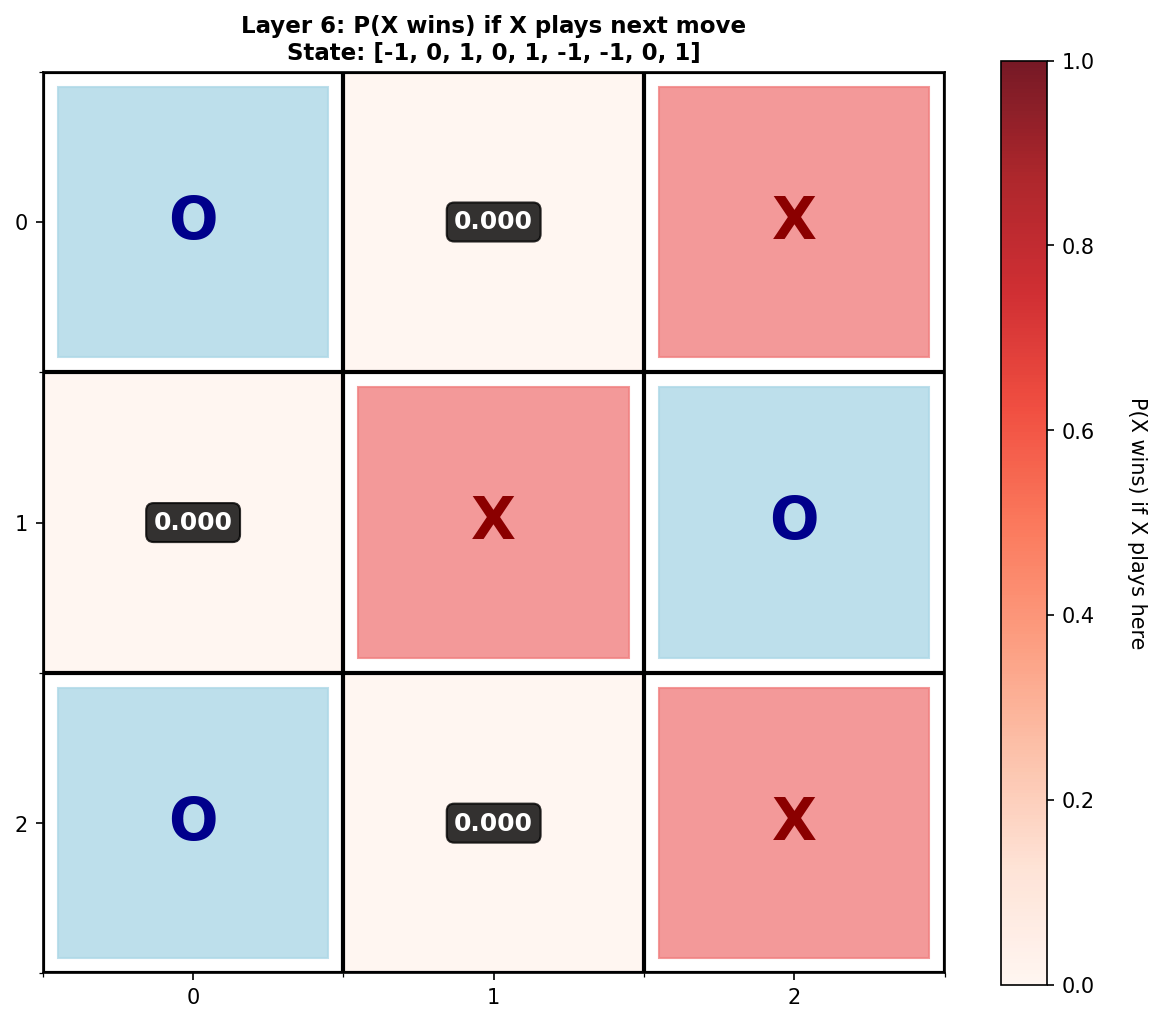 Layer 6: P(X wins) if X plays next move
State: [-1, 0, 1, 0, 1, -1, -1, 0, 1]
0
O
0.000
X
1
0.000
X
O
2
O
0.000
X
0
1
2
1.0
0.8
0.6
0.4
0.2
0.0
P(X wins) if X plays here